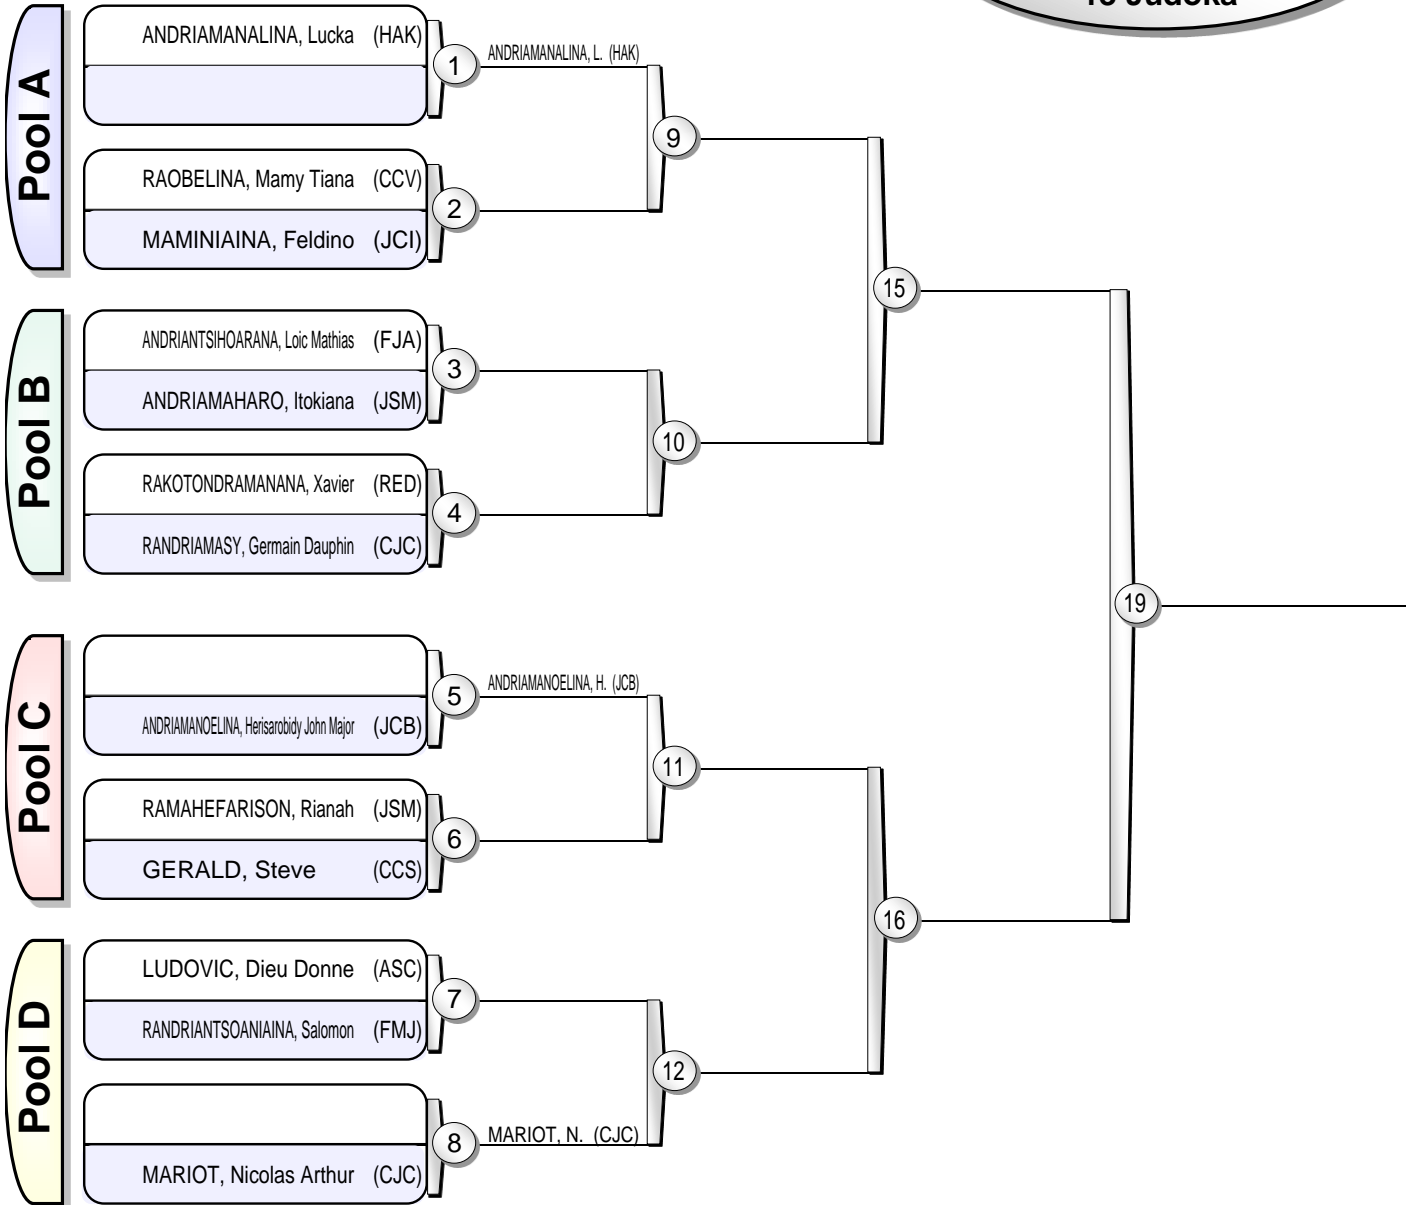 13 Judoka
Pool A
ANDRIAMANALINA, Lucka (HAK)
1
ANDRIAMANALINA, L. (HAK)
9
RAOBELINA, Mamy Tiana (CCV)
2
MAMINIAINA, Feldino (JCI)
15
Pool B
ANDRIANTSIHOARANA, Loic Mathias (FJA)
3
ANDRIAMAHARO, Itokiana (JSM)
10
RAKOTONDRAMANANA, Xavier (RED)
4
RANDRIAMASY, Germain Dauphin (CJC)
19
Pool C
5
ANDRIAMANOELINA, H. (JCB)
ANDRIAMANOELINA, Herisarobidy John Major (JCB)
11
RAMAHEFARISON, Rianah (JSM)
6
GERALD, Steve (CCS)
16
Pool D
LUDOVIC, Dieu Donne (ASC)
7
RANDRIANTSOANIAINA, Salomon (FMJ)
12
8
MARIOT, N. (CJC)
MARIOT, Nicolas Arthur (CJC)